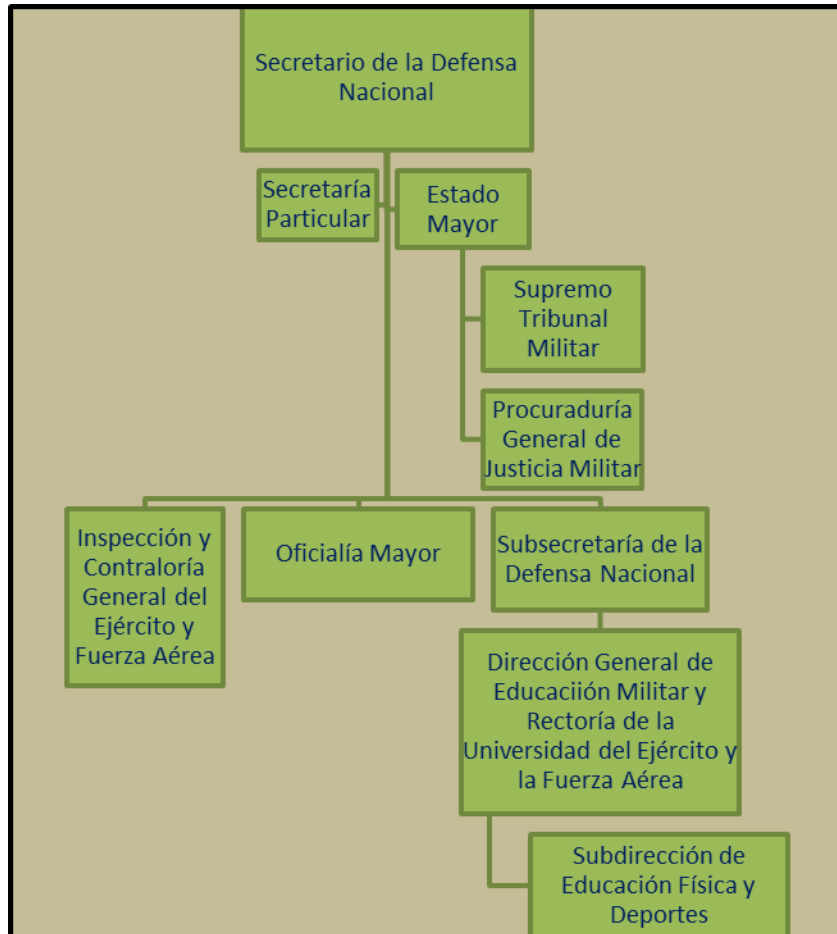 Secretario de la Defensa
Nacional
Secretaría
Particular
Estado
Mayor
Supremo
Tribunal
Militar
Procuraduría
General de
Justicia Militar
Inspección y
Contraloría
General del
Ejército y
Fuerza Aérea
Oficialía Mayor
Subsecretaría de la
Defensa Nacional
Dirección General de
Educaciión Militar y
Rectoría de la
Universidad del Ejército y
la Fuerza Aérea
Subdirección de
Educación Física y
Deportes